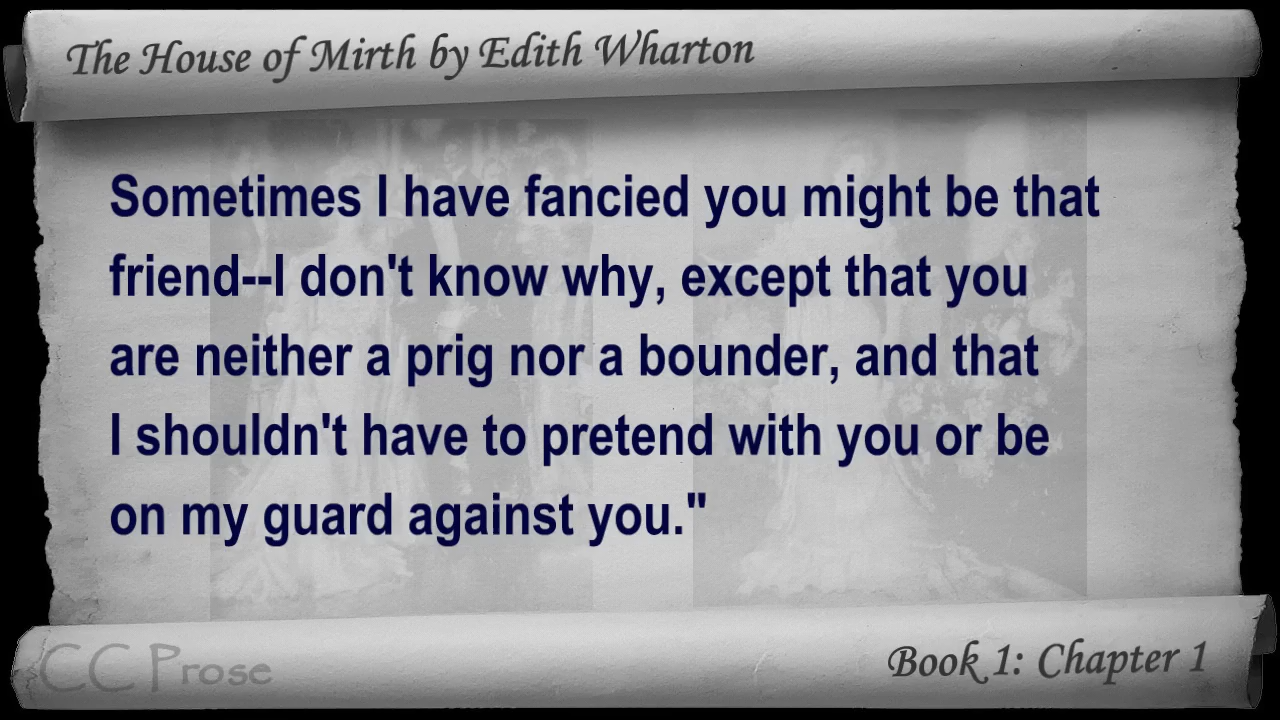 The House of Mirth by Edith Wharton
Sometimes I have fancied you might be that
friend--I don't know why, except that you
are neither a prig nor a bounder, and that
I shouldn't have to pretend with you or be
on my guard against you."
CC Prose
Book 1: Chapter 1